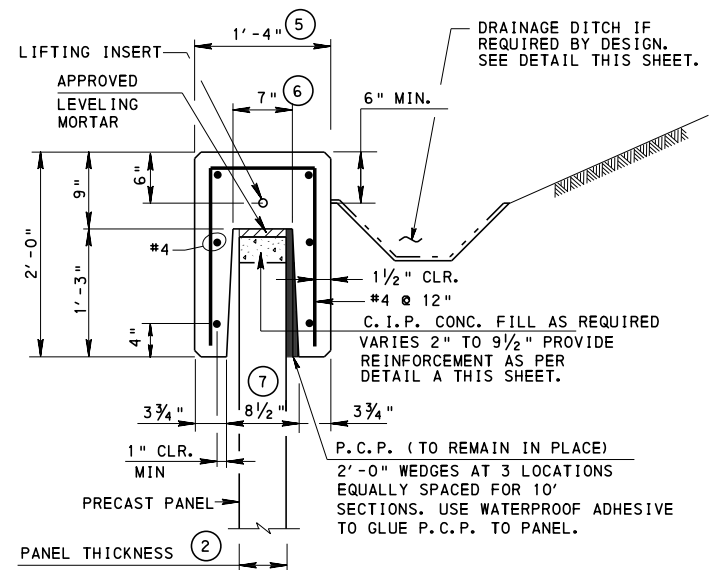 1'-4" 5
LIFTING INSERT
APPROVED
LEVELING
MORTAR
7" 6
6" MIN.
DRAINAGE DITCH IF
REQUIRED BY DESIGN.
SEE DETAIL THIS SHEET.
2'-0"
9"
6"
1'-3"
#4
4"
1½" CLR.
#4 @ 12"
C.I.P. CONC. FILL AS REQUIRED
VARIES 2" TO 9½" PROVIDE
REINFORCEMENT AS PER
DETAIL A THIS SHEET.
7
3¾"
8½"
3¾"
1" CLR.
MIN
P.C.P. (TO REMAIN IN PLACE)
2'-0" WEDGES AT 3 LOCATIONS
EQUALLY SPACED FOR 10'
SECTIONS. USE WATERPROOF ADHESIVE
TO GLUE P.C.P. TO PANEL.
PRECAST PANEL
PANEL THICKNESS 2